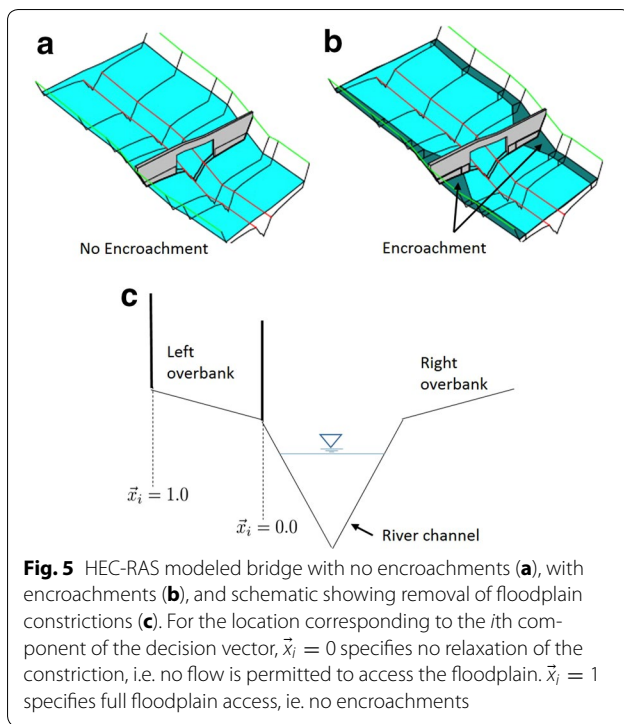 a
b
No Encroachment
Encroachment
c
Left
overbank
Right
overbank
x⃗ᵢ = 1.0
x⃗ᵢ = 0.0
River channel
Fig. 5 HEC-RAS modeled bridge with no encroachments (a), with
encroachments (b), and schematic showing removal of floodplain
constrictions (c). For the location corresponding to the ith com-
ponent of the decision vector, x⃗ᵢ = 0 specifies no relaxation of the
constriction, i.e. no flow is permitted to access the floodplain. x⃗ᵢ = 1
specifies full floodplain access, ie. no encroachments